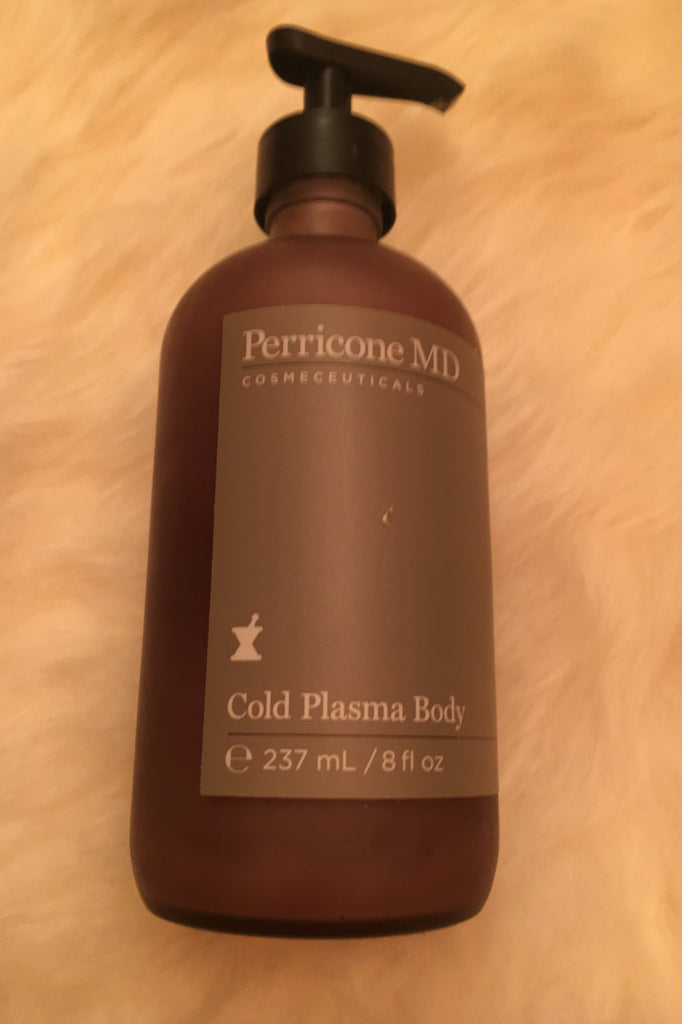 Perricone MD
COSMECEUTICALS
Cold Plasma Body
℮ 237 mL / 8 fl oz